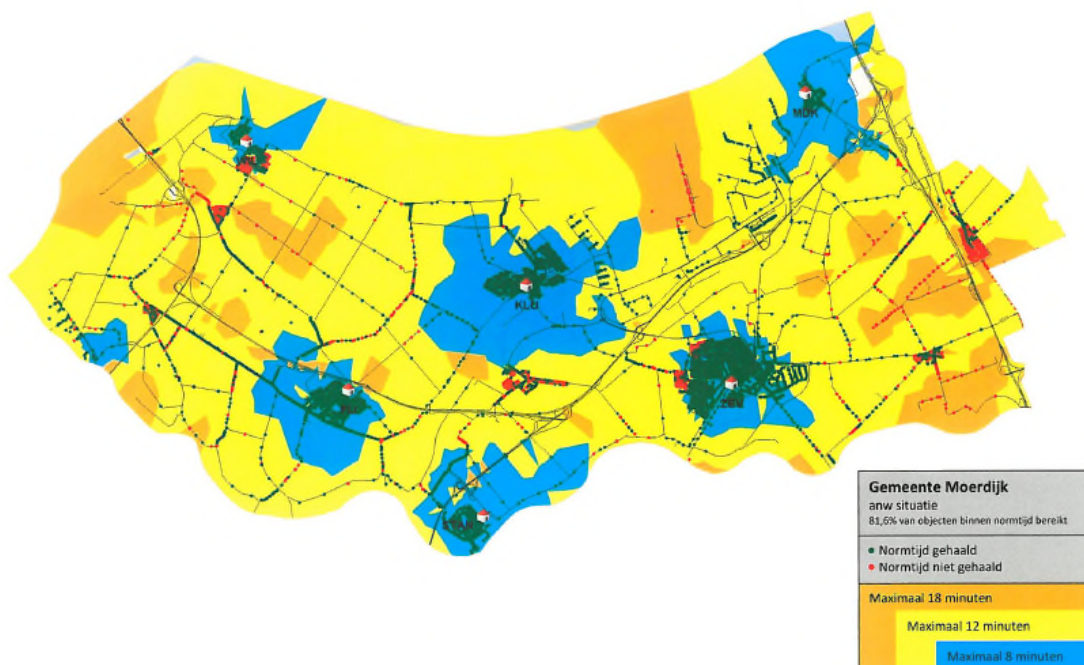 MDK
KLU
ZEV
STAN
Gemeente Moerdijk
anw situatie
81,6% van objecten binnen normtijd bereikt
• Normtijd gehaald
• Normtijd niet gehaald
Maximaal 18 minuten
Maximaal 12 minuten
Maximaal 8 minuten